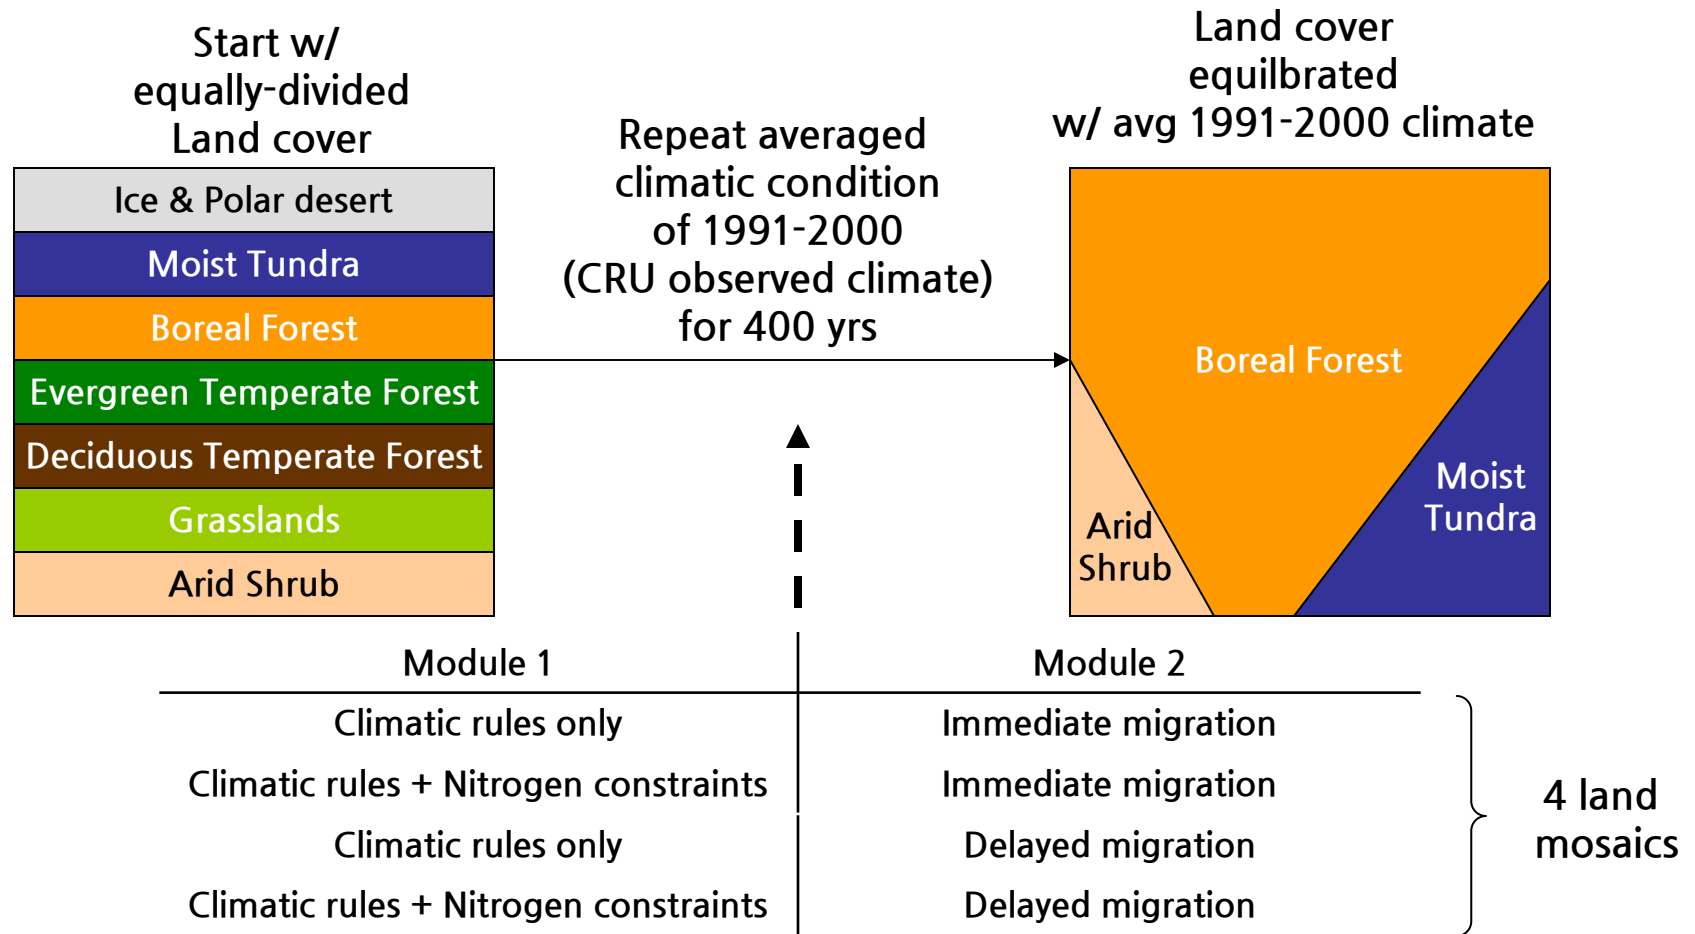 Start w/
equally-divided
Land cover
Ice & Polar desert
Moist Tundra
Boreal Forest
Evergreen Temperate Forest
Deciduous Temperate Forest
Grasslands
Arid Shrub
Repeat averaged
climatic condition
of 1991-2000
(CRU observed climate)
for 400 yrs
Land cover
equilbrated
w/ avg 1991-2000 climate
Boreal Forest
Arid
Shrub
Moist
Tundra
Module 1
Module 2
Climatic rules only
Immediate migration
Climatic rules + Nitrogen constraints
Immediate migration
Climatic rules only
Delayed migration
Climatic rules + Nitrogen constraints
Delayed migration
4 land
mosaics